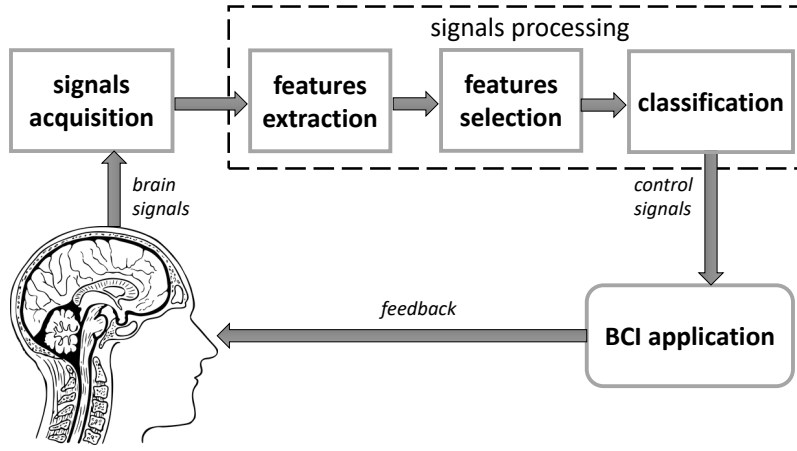 signals processing
signals
acquisition
features
extraction
features
selection
classification
brain
signals
control
signals
feedback
BCI application